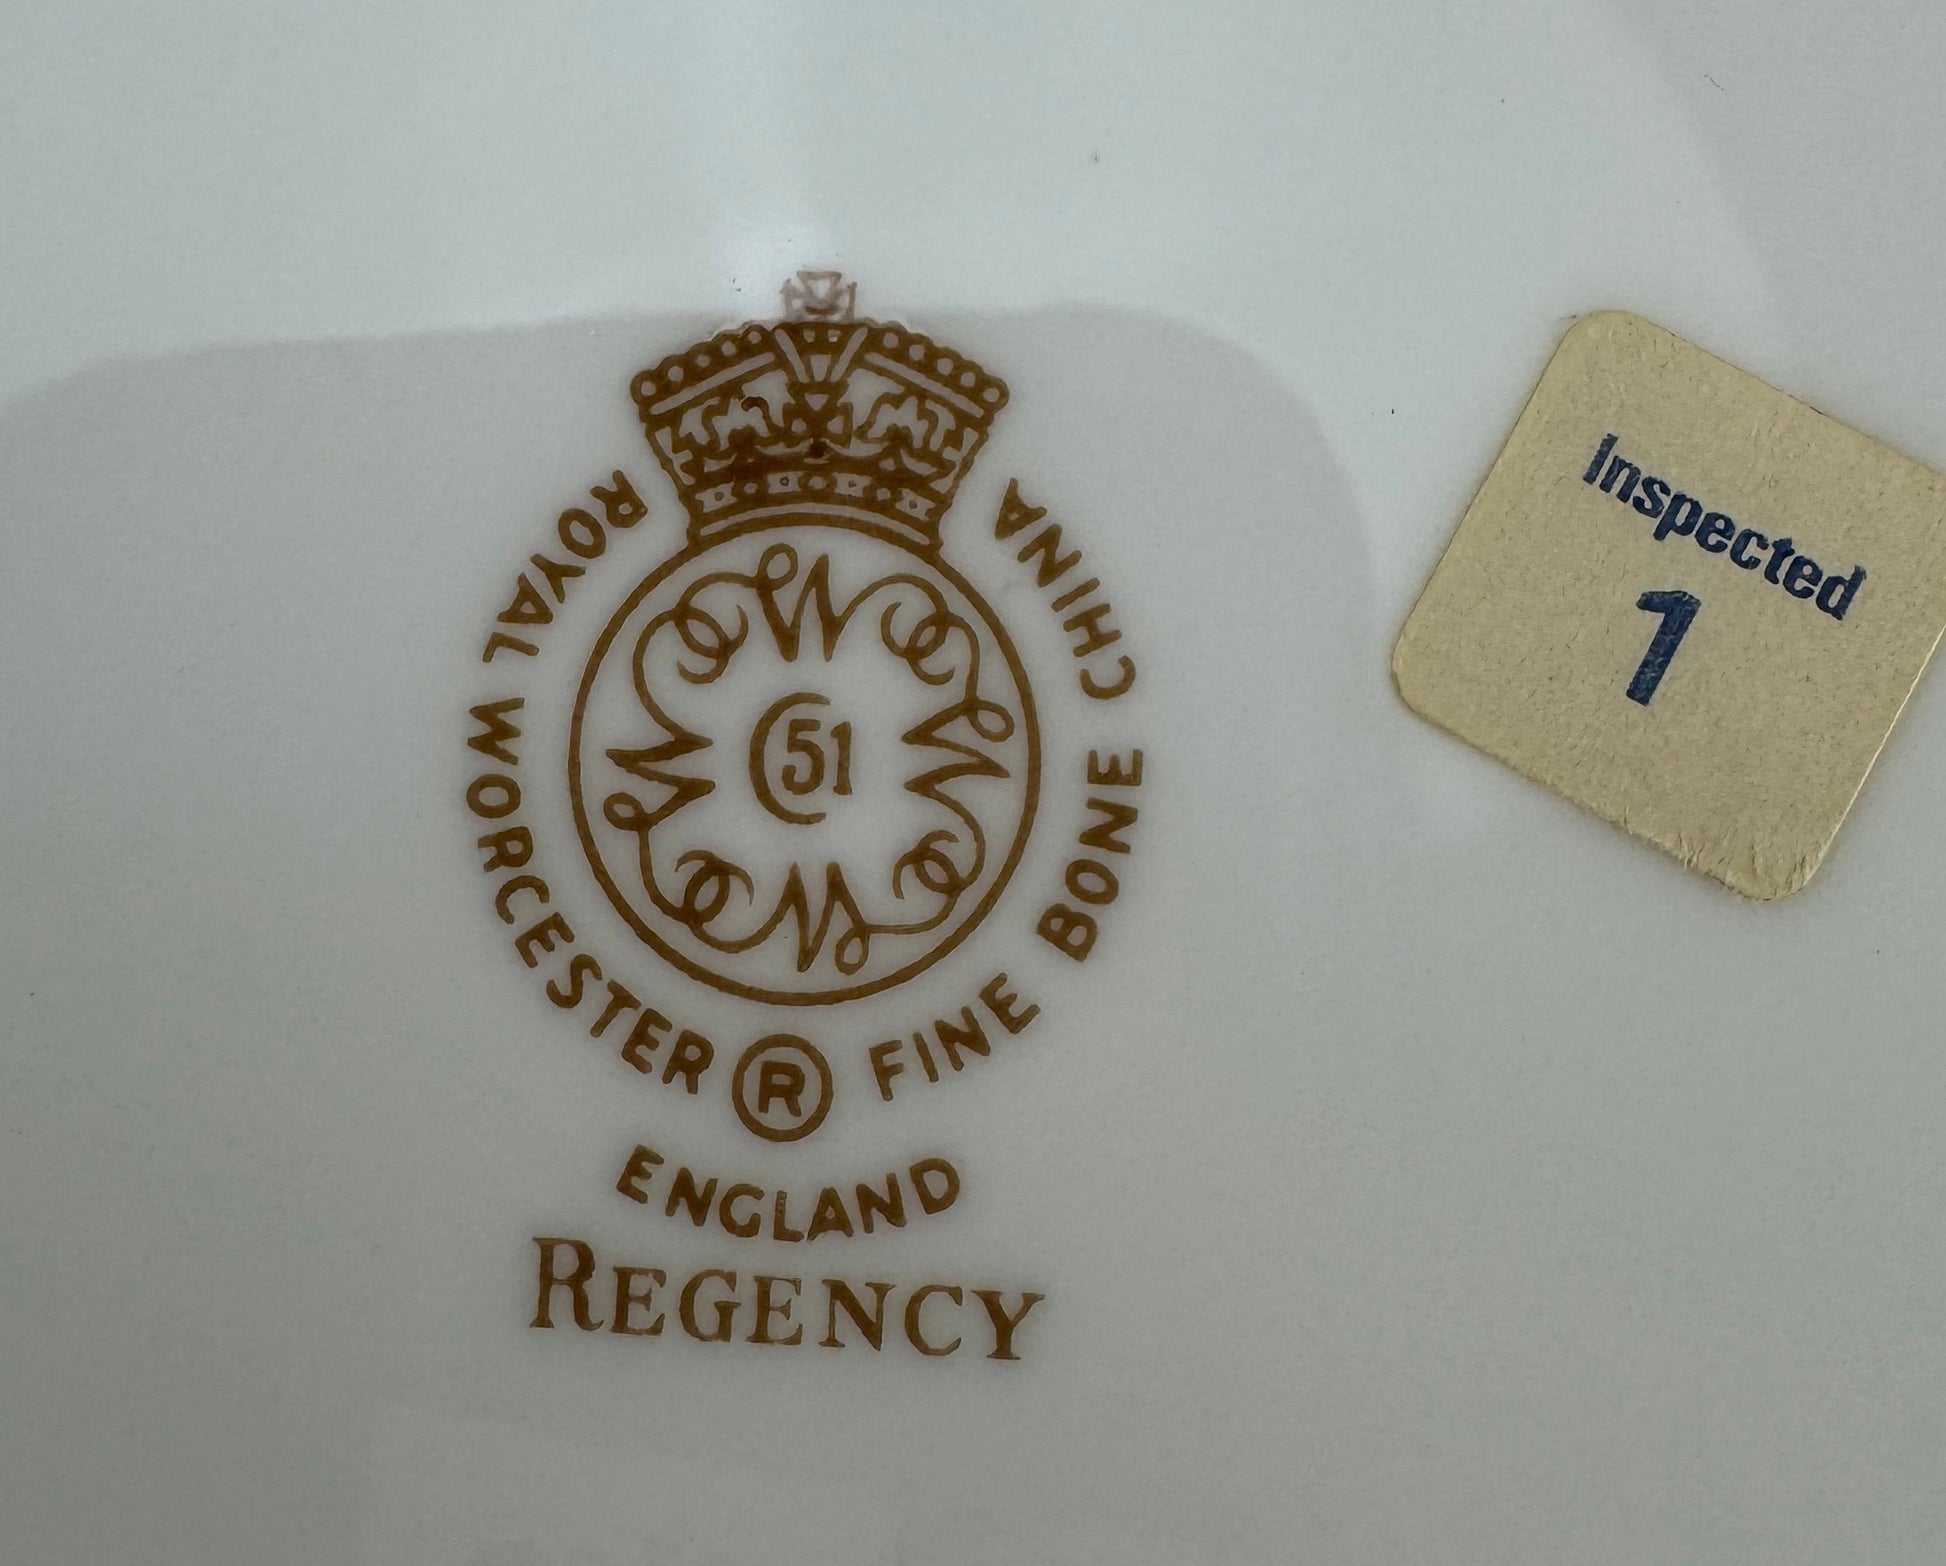 ROYAL WORCESTER ® FINE BONE CHINA
51
ENGLAND
REGENCY
Inspected
1